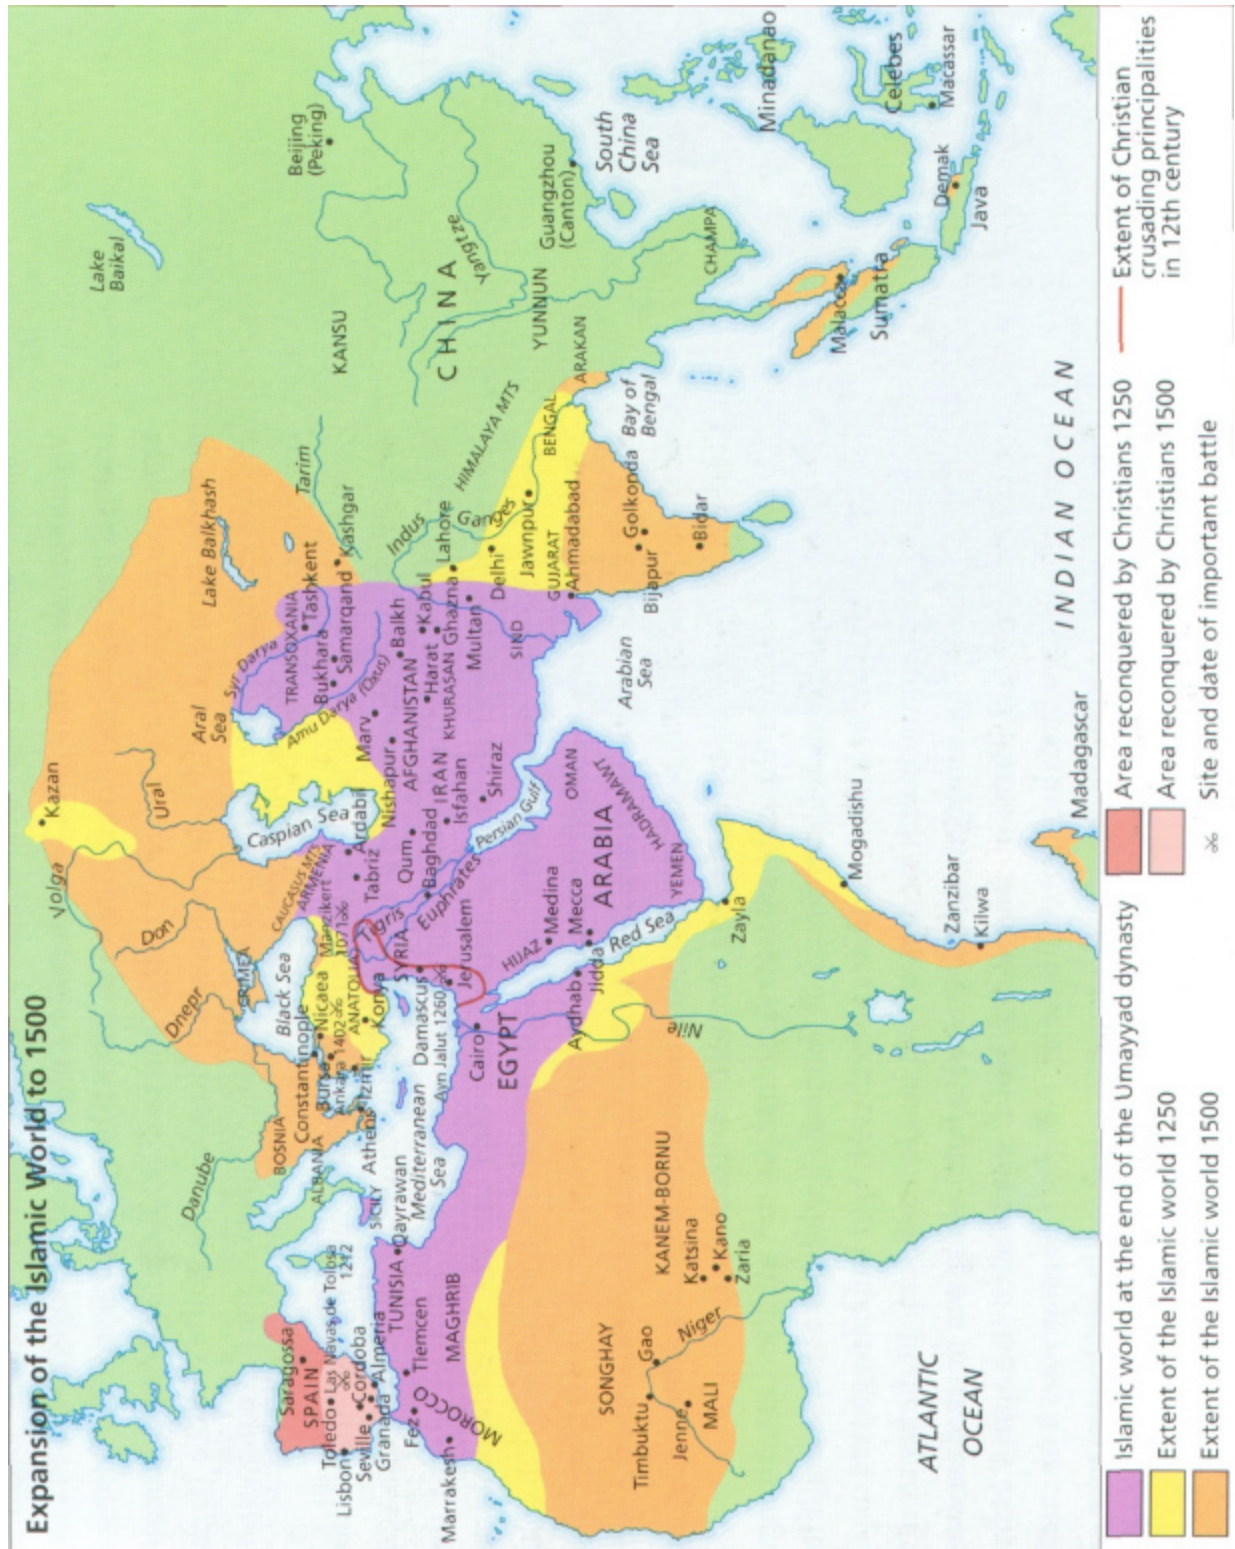 Expansion of the Islamic World to 1500
Lake
Baikal
Beijing
(Peking)
KANSU
CHINA
Yangtze
Guangzhou
(Canton)
South
China
Sea
YUNNUN
CHAMPA
ARAKAN
Minadanao
Celebes
Macassar
Demak
Java
Malacca
Sumatra
Kazan
Volga
Ural
Don
Dnepr
Danube
Lake Balkhash
Tarim
Kashgar
Tashkent
Syr Darya
Aral
Sea
TRANSOXANIA
Bukhara
Samarqand
Amu Darya (Oxus)
Marv
Balkh
Kabul
Harat
Ghazna
AFGHANISTAN
KHURASAN
Nishapur
IRAN
Isfahan
Shiraz
Multan
SIND
Indus
Lahore
Ganges
HIMALAYA MTS
Delhi
Jawnpur
BENGAL
GUJARAT
Ahmadabad
Bay of
Bengal
Golkonda
Bijapur
Bidar
Caspian Sea
CAUCASUS MTS
ARMENIA
Ardabil
Tabriz
Qum
Baghdad
Tigris
Euphrates
Persian Gulf
OMAN
HADRAMAWT
ARABIA
YEMEN
Medina
Mecca
HIJAZ
Jidda
Red Sea
Arabian
Sea
CRIMEA
Black Sea
Constantinople
Nicaea
Manzikert
1071
Bursa
Ankara 1402
ANATOLIA
Konya
Izmir
SYRIA
Damascus
Jerusalem
Ayn Jalut 1260
BOSNIA
ALBANIA
Athens
SICILY
Mediterranean
Sea
Cairo
EGYPT
Aydhab
Nile
Zayla
Mogadishu
Zanzibar
Kilwa
Madagascar
INDIAN OCEAN
Saragossa
SPAIN
Toledo
Las Navas de Tolosa
1212
Lisbon
Cordoba
Seville
Almeria
Granada
Qayrawan
TUNISIA
Tlemcen
MAGHRIB
Fez
MOROCCO
Marrakesh
KANEM-BORNU
Katsina
Kano
Zaria
SONGHAY
Gao
Niger
Timbuktu
Jenne
MALI
ATLANTIC
OCEAN
Islamic world at the end of the Umayyad dynasty
Extent of the Islamic world 1250
Extent of the Islamic world 1500
Area reconquered by Christians 1250
Area reconquered by Christians 1500
Site and date of important battle
Extent of Christian
crusading principalities
in 12th century